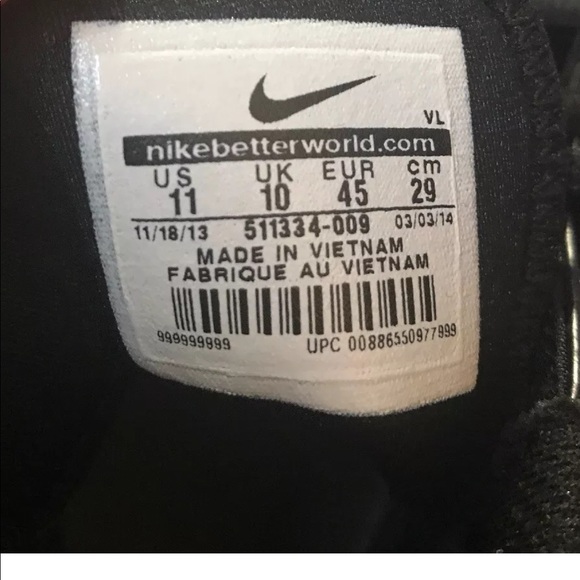 VL
nikebetterworld.com
US UK EUR cm
11 10 45 29
11/18/13 511334-009 03/03/14
MADE IN VIETNAM
FABRIQUE AU VIETNAM
999999999 UPC 00886550977999